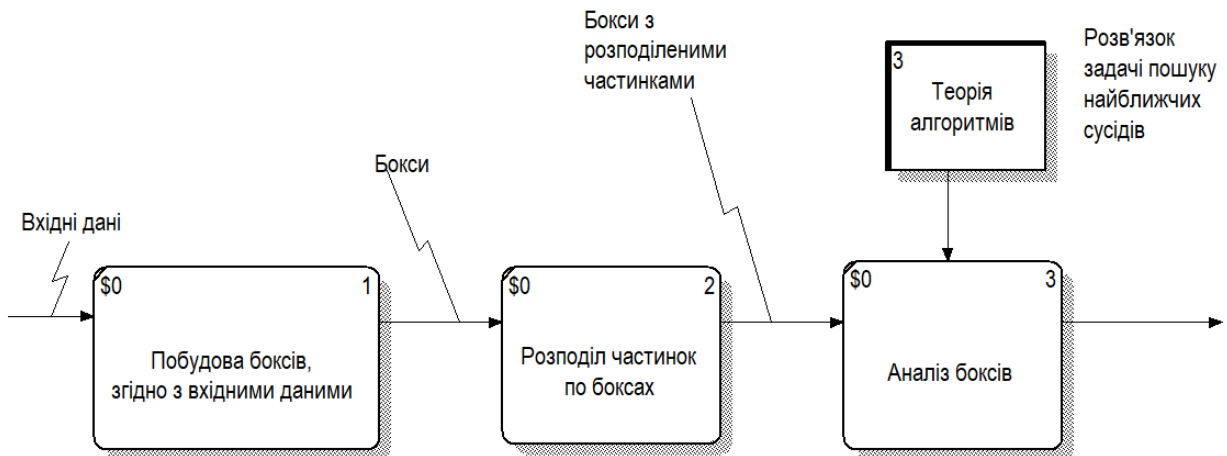 Бокси з
розподіленими
частинками
3
Теорія
алгоритмів
Розв'язок
задачі пошуку
найближчих
сусідів
Бокси
Вхідні дані
$0 1
Побудова боксів,
згідно з вхідними даними
$0 2
Розподіл частинок
по боксах
$0 3
Аналіз боксів